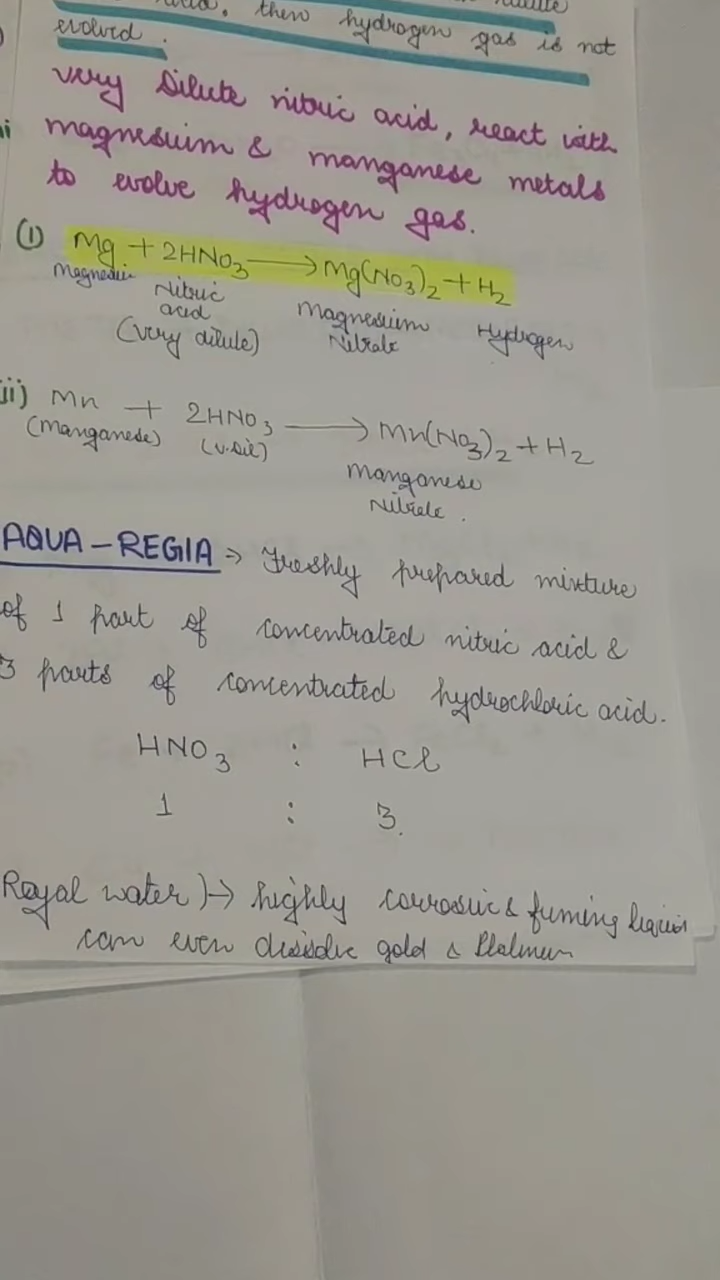 then hydrogen gas is not
evolved.
very Dilute nitric acid, react with
magnesuim & manganese metals
to evolve hydrogen gas.
(1) Mg + 2HNO3 ⟶ Mg(NO3)2 + H2
Nitric acid (very dilute) Magnesium Nitrate Hydrogen
ii) Mn + 2HNO3 ⟶ Mn(NO3)2 + H2
(Manganese) (v.dil) Manganese
Nitrate.
AQUA-REGIA → Freshly prepared mixture
of 1 part of concentrated nitric acid &
3 parts of concentrated hydrochloric acid.
HNO3 : HCl
1 : 3.
Royal water) → highly corrosive & fuming liquid
can even dissolve gold &